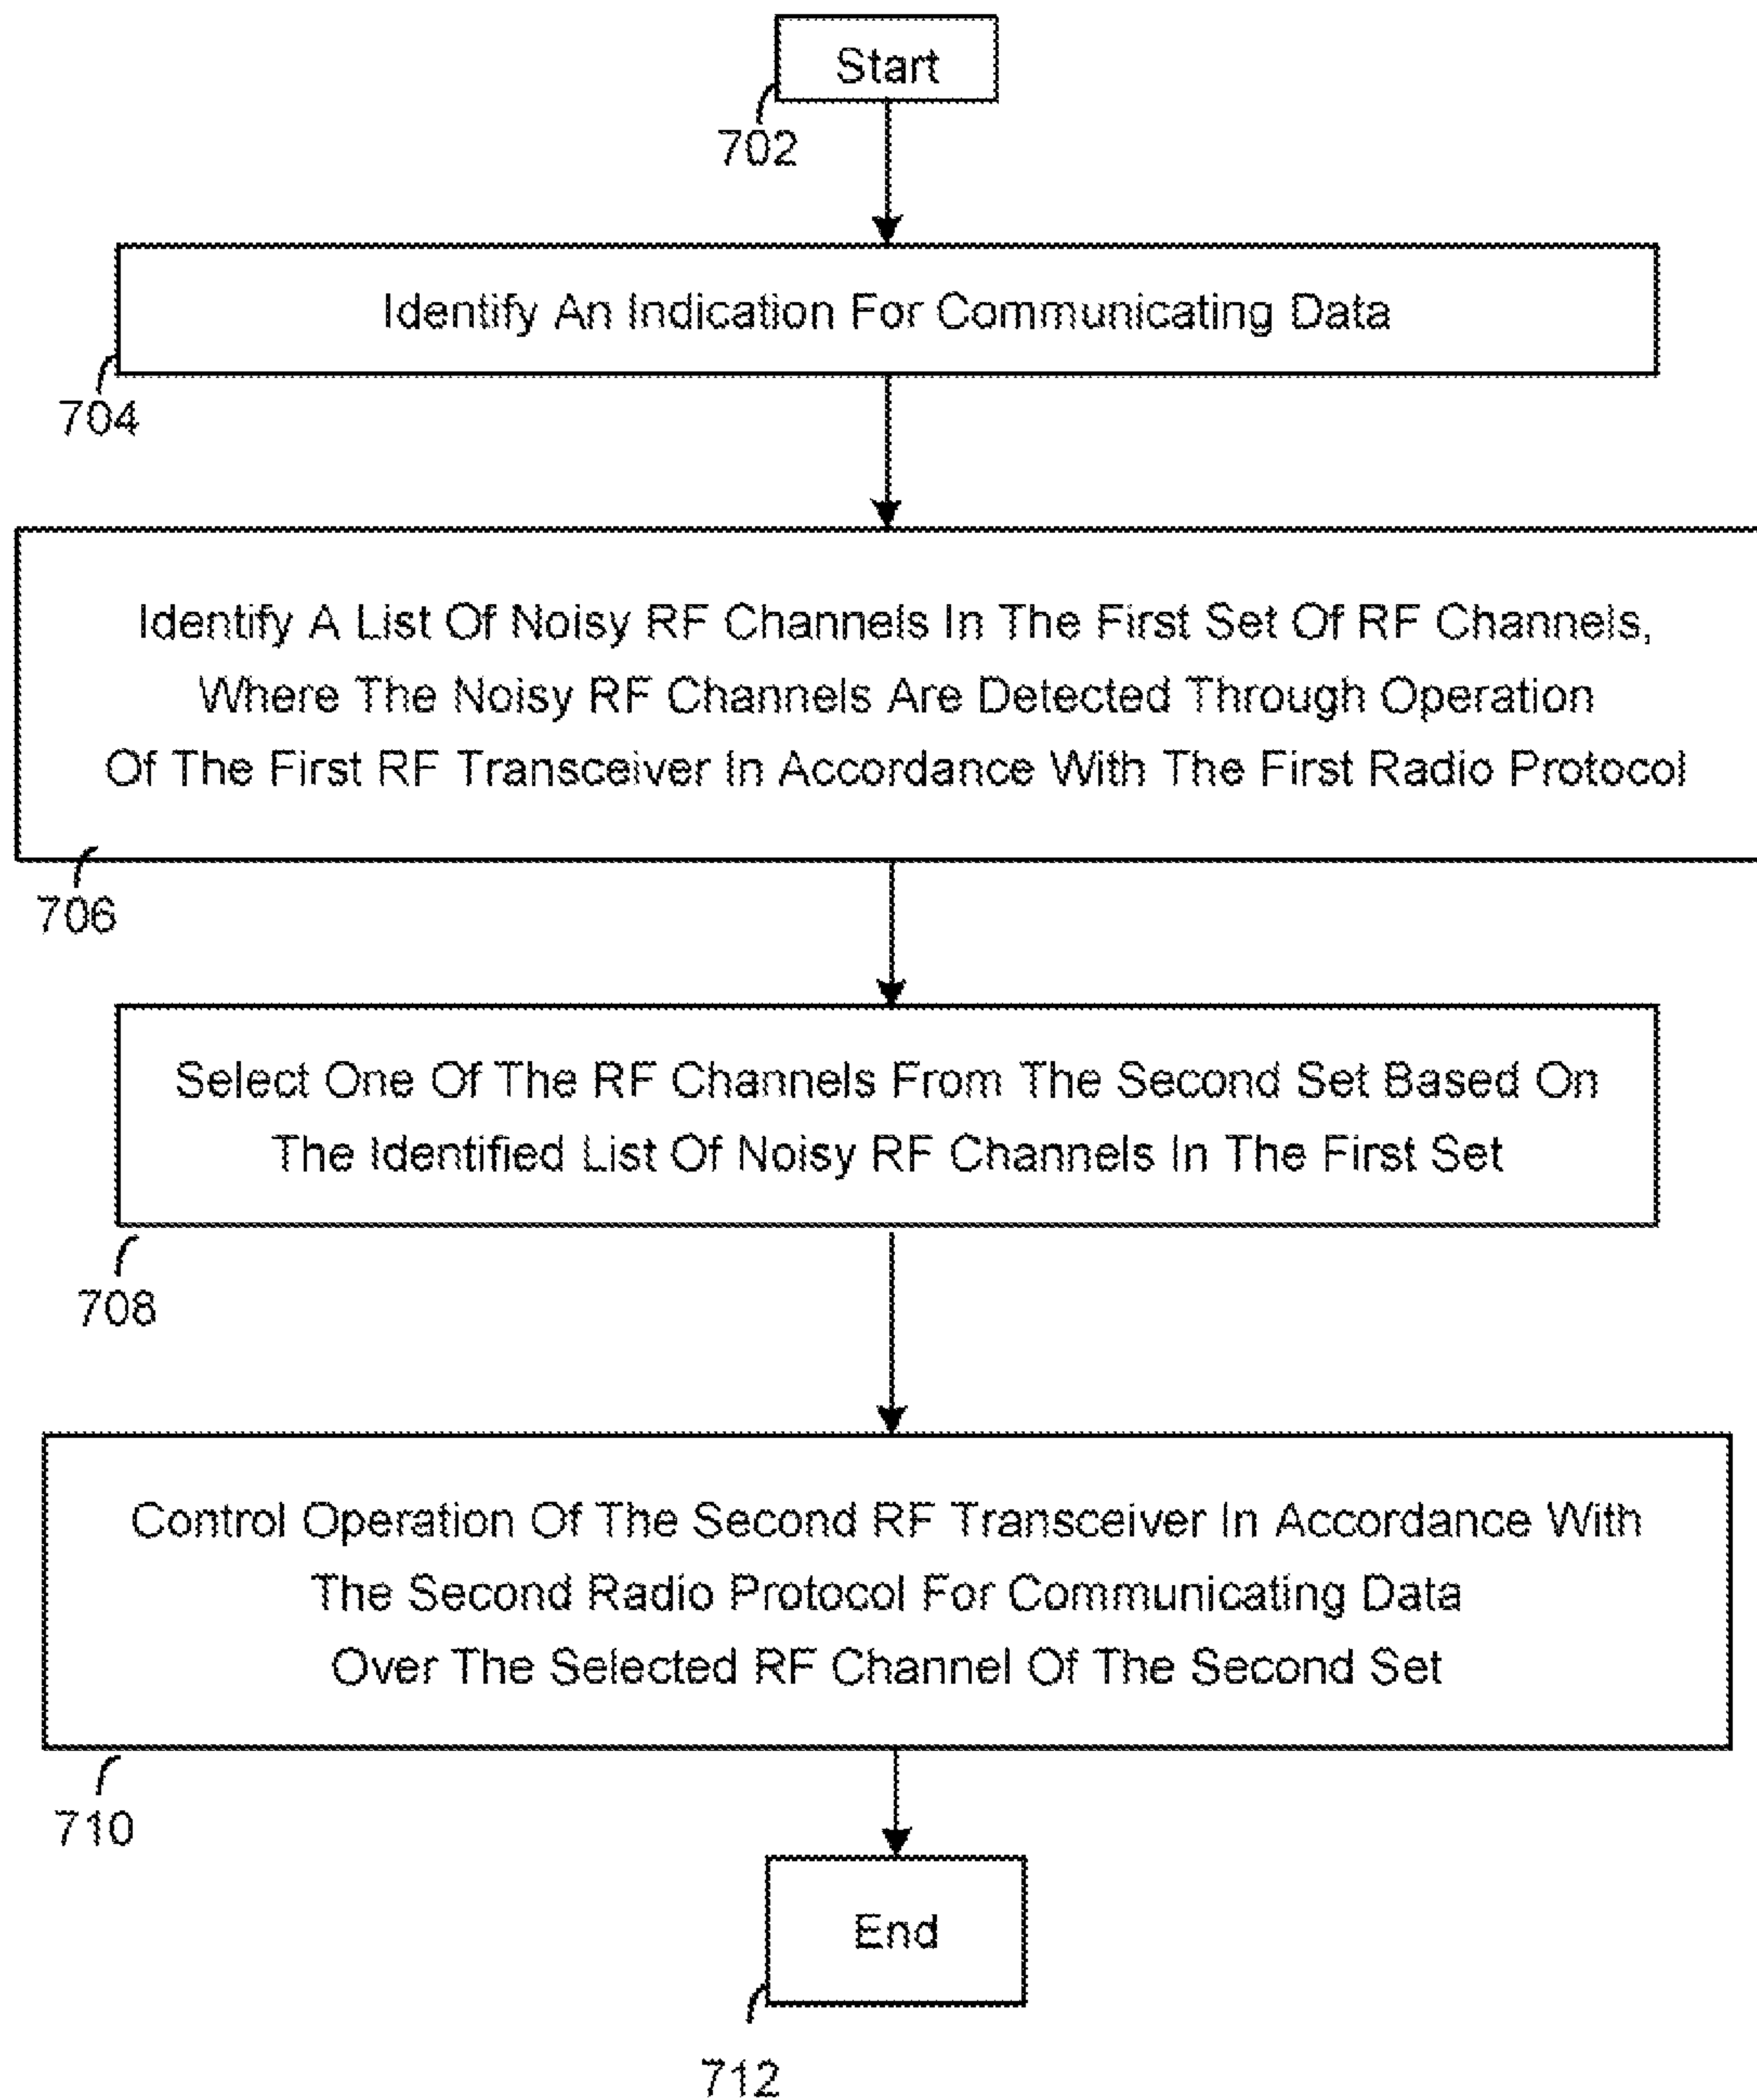 Start
702
Identify An Indication For Communicating Data
704
Identify A List Of Noisy RF Channels In The First Set Of RF Channels,
Where The Noisy RF Channels Are Detected Through Operation
Of The First RF Transceiver In Accordance With The First Radio Protocol
706
Select One Of The RF Channels From The Second Set Based On
The Identified List Of Noisy RF Channels In The First Set
708
Control Operation Of The Second RF Transceiver In Accordance With
The Second Radio Protocol For Communicating Data
Over The Selected RF Channel Of The Second Set
710
End
712